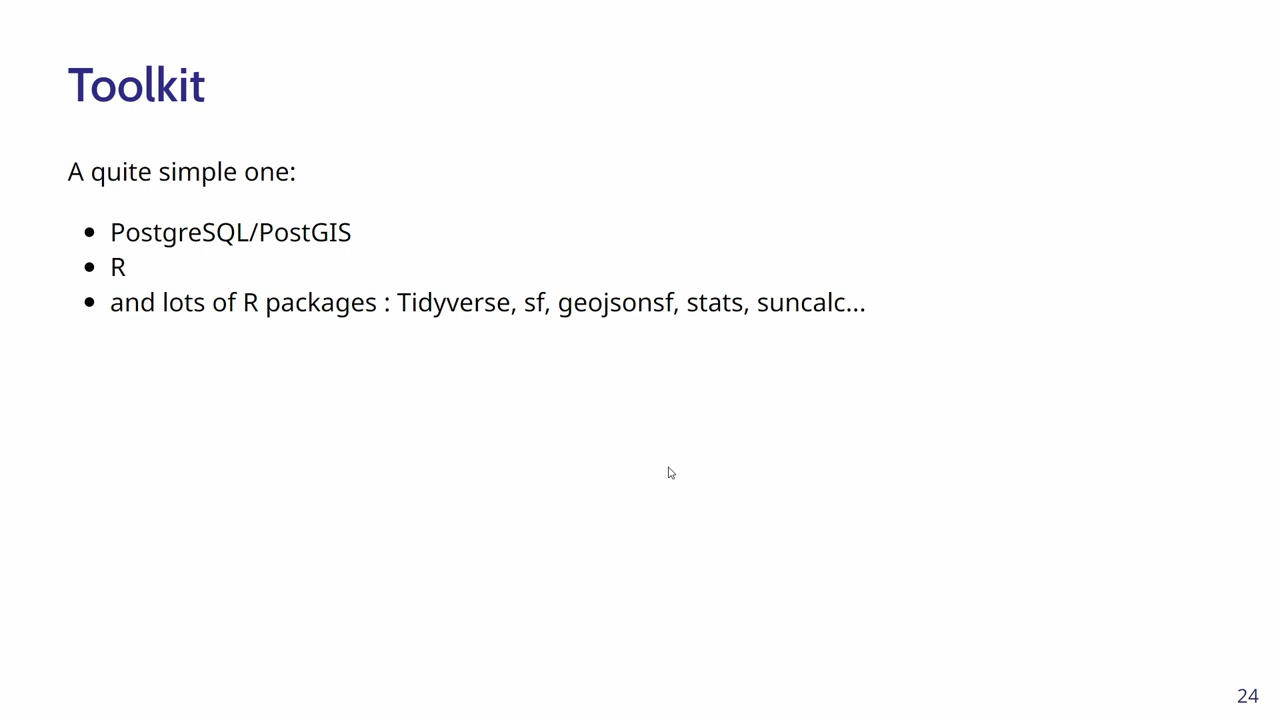 Toolkit
A quite simple one:
• PostgreSQL/PostGIS
• R
• and lots of R packages : Tidyverse, sf, geojsonsf, stats, suncalc...
24